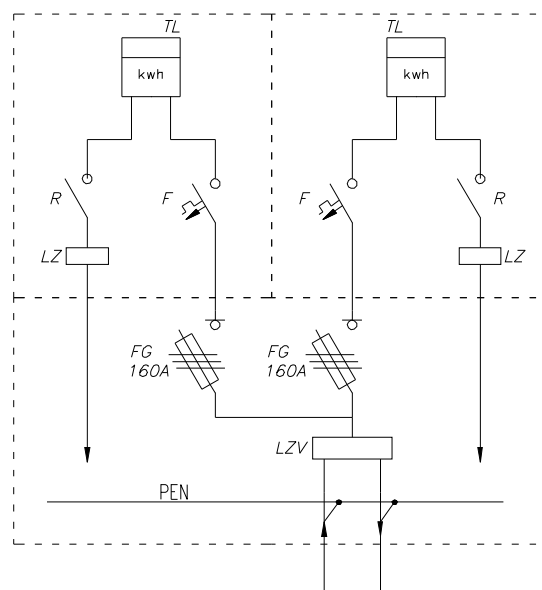 TL TL
kwh kwh
R F F R
LZ LZ
FG FG
160A 160A
LZV
PEN